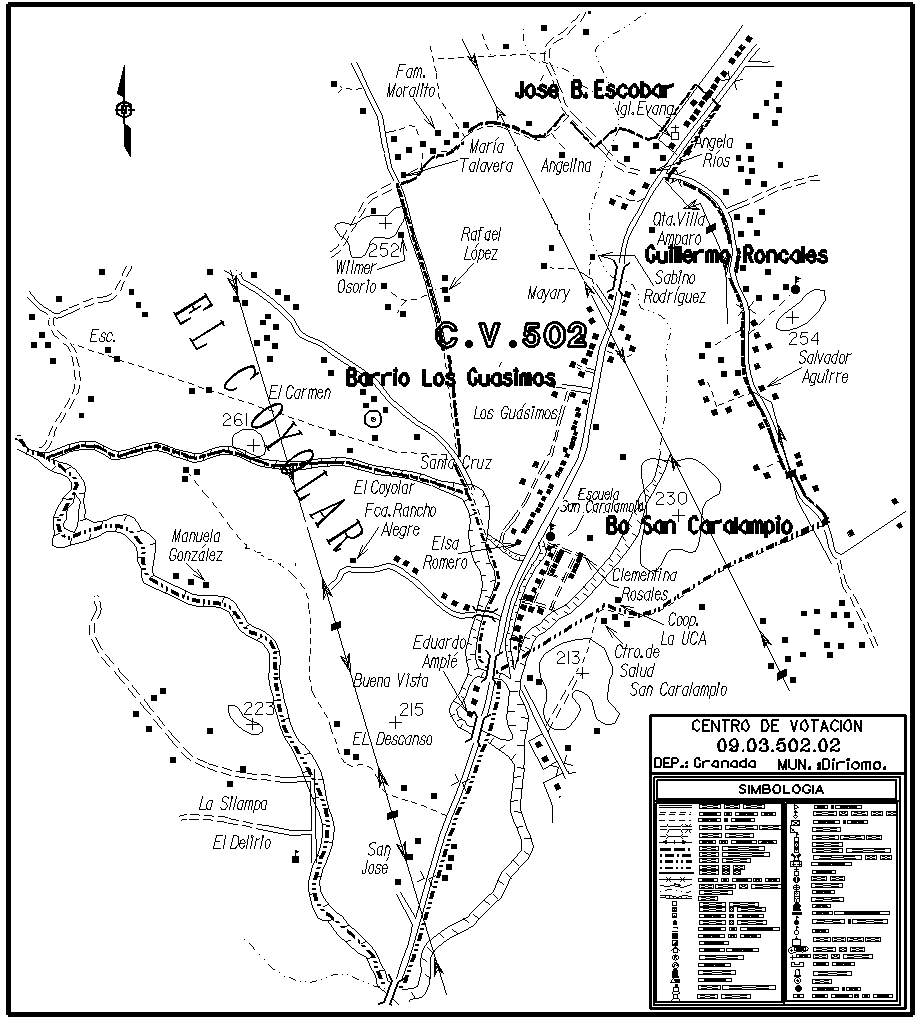 Fam.
Moralito
Jose B. Escobar
Igl. Evang.
María
Talavera
Angelina
Angela
Rios
252
Wilmer
Osorio
Rafael
López
Qta. Villa
Amparo
Guillermo Roncales
Sabino
Rodríguez
Mayary
EL COYOLAR
Esc.
C.V.502
254
Salvador
Aguirre
Barrio Los Guasimos
El Carmen
Los Guásimos
261
Santa Cruz
El Coyolar
Fca. Rancho
Alegre
Escuela
San Caralampio
230
Bo San Caralampio
Manuela
González
Elsa
Romero
Clementina
Rosales
Coop.
La UCA
Eduardo
Ampié
Ctro. de
Salud
San Caralampio
213
Buena Vista
223
215
EL Descanso
La Silampa
El Delirio
San
José
CENTRO DE VOTACION
09.03.502.02
DEP.: Granada MUN. :Diriomo.
SIMBOLOGIA